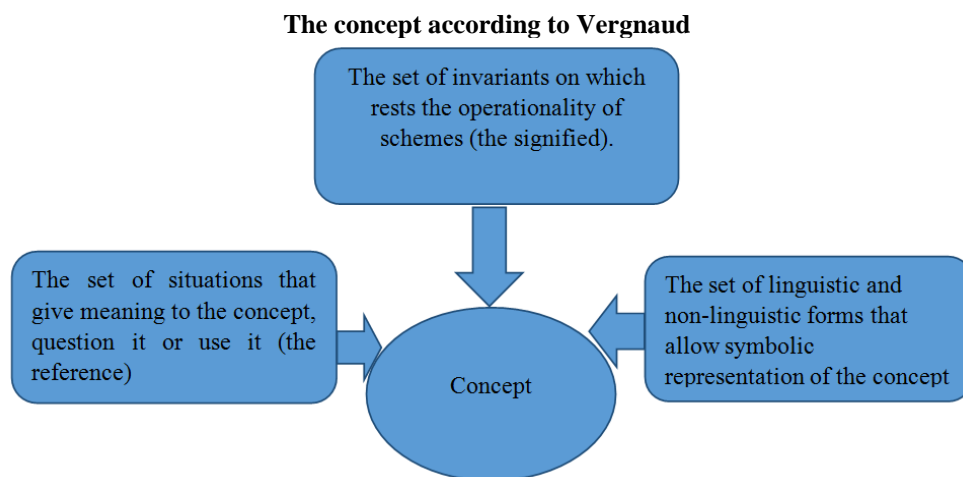 The concept according to Vergnaud
The set of invariants on which
rests the operationality of
schemes (the signified).
The set of situations that
give meaning to the concept,
question it or use it (the
reference)
The set of linguistic and
non-linguistic forms that
allow symbolic
representation of the concept
Concept